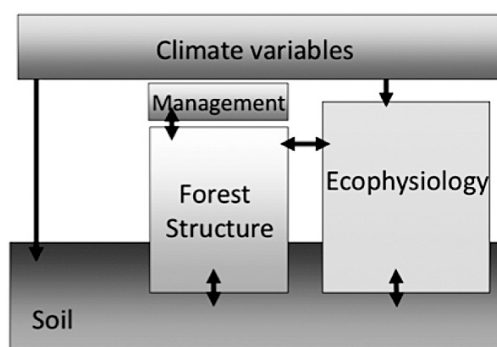 Climate variables
Management
Forest
Structure
Ecophysiology
Soil